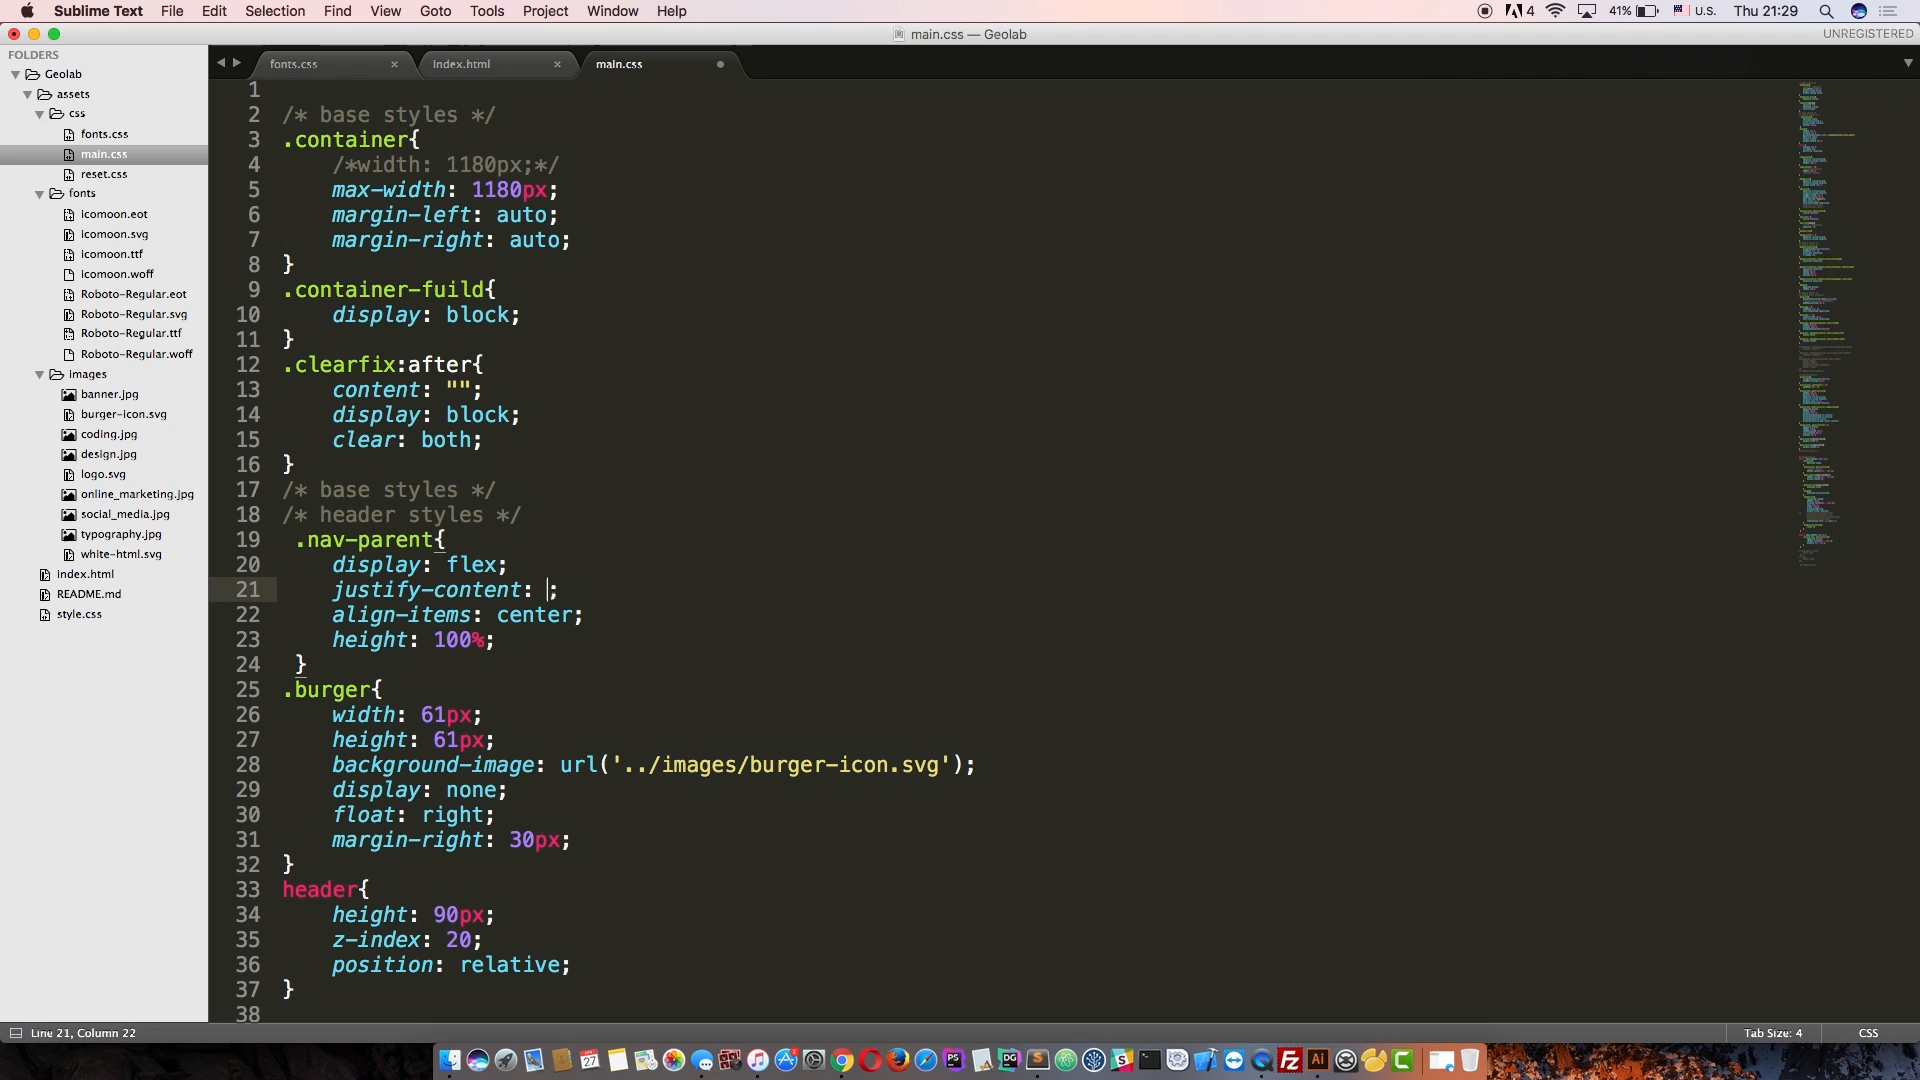 Sublime Text File Edit Selection Find View Goto Tools Project Window Help 4 41% U.S. Thu 21:29
main.css — Geolab UNREGISTERED
FOLDERS
Geolab
assets
css
fonts.css
main.css
reset.css
fonts
icomoon.eot
icomoon.svg
icomoon.ttf
icomoon.woff
Roboto-Regular.eot
Roboto-Regular.svg
Roboto-Regular.ttf
Roboto-Regular.woff
images
banner.jpg
burger-icon.svg
coding.jpg
design.jpg
logo.svg
online_marketing.jpg
social_media.jpg
typography.jpg
white-html.svg
index.html
README.md
style.css
fonts.css index.html main.css
1
2 /* base styles */
3 .container{
4 /*width: 1180px;*/
5 max-width: 1180px;
6 margin-left: auto;
7 margin-right: auto;
8 }
9 .container-fuild{
10 display: block;
11 }
12 .clearfix:after{
13 content: "";
14 display: block;
15 clear: both;
16 }
17 /* base styles */
18 /* header styles */
19 .nav-parent{
20 display: flex;
21 justify-content: ;
22 align-items: center;
23 height: 100%;
24 }
25 .burger{
26 width: 61px;
27 height: 61px;
28 background-image: url('../images/burger-icon.svg');
29 display: none;
30 float: right;
31 margin-right: 30px;
32 }
33 header{
34 height: 90px;
35 z-index: 20;
36 position: relative;
37 }
38
Line 21, Column 22 Tab Size: 4 CSS
27 PS DG S Fz Ai C